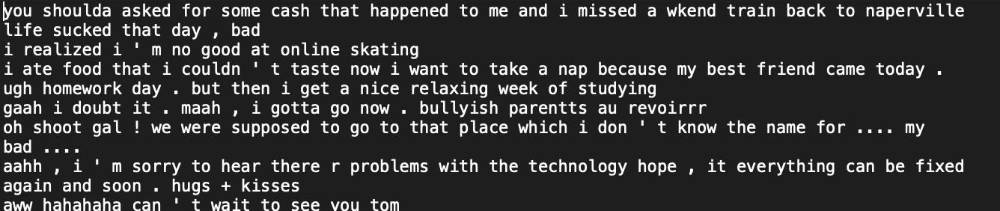 you shoulda asked for some cash that happened to me and i missed a wkend train back to naperville
life sucked that day , bad
i realized i ' m no good at online skating
i ate food that i couldn ' t taste now i want to take a nap because my best friend came today .
ugh homework day . but then i get a nice relaxing week of studying
gaah i doubt it . maah , i gotta go now . bullyish parentts au revoirrr
oh shoot gal ! we were supposed to go to that place which i don ' t know the name for .... my
bad ....
aahh , i ' m sorry to hear there r problems with the technology hope , it everything can be fixed
again and soon . hugs + kisses
aww hahahaha can ' t wait to see you tom